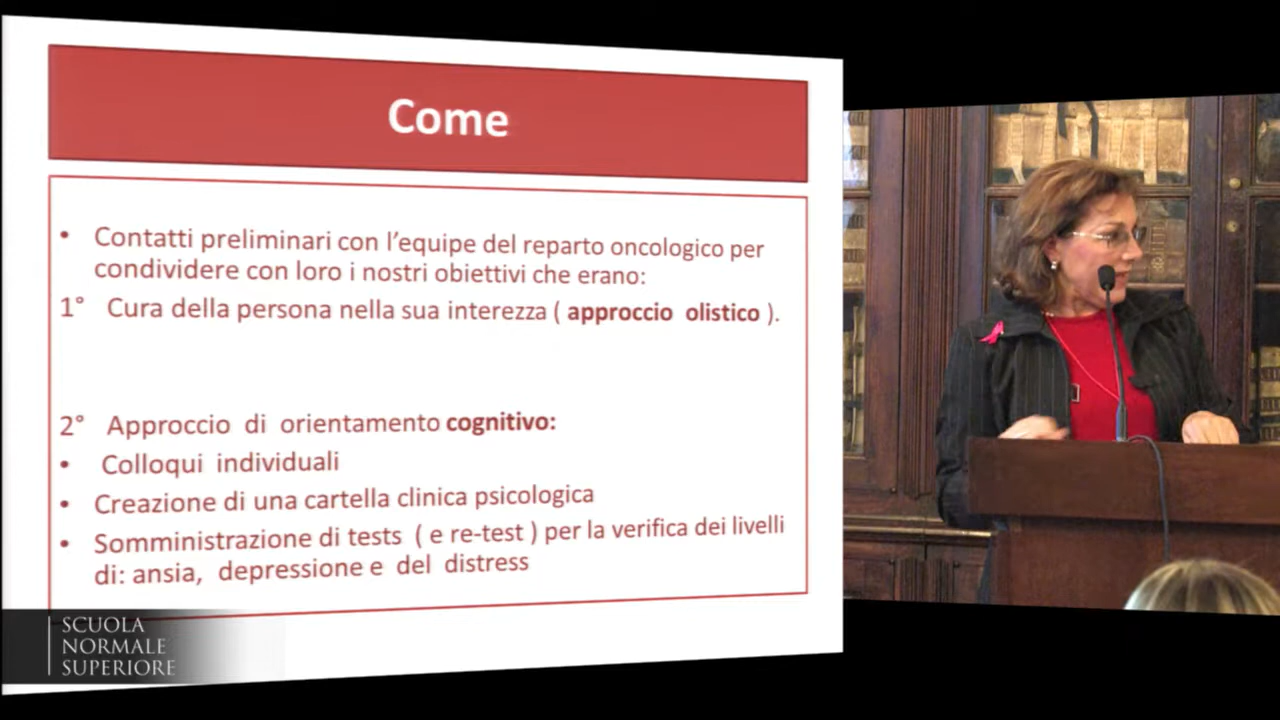 Come
• Contatti preliminari con l'equipe del reparto oncologico per
condividere con loro i nostri obiettivi che erano:
1° Cura della persona nella sua interezza ( approccio olistico ).
2° Approccio di orientamento cognitivo:
• Colloqui individuali
• Creazione di una cartella clinica psicologica
• Somministrazione di tests ( e re-test ) per la verifica dei livelli
di: ansia, depressione e del distress
SCUOLA
NORMALE
SUPERIORE